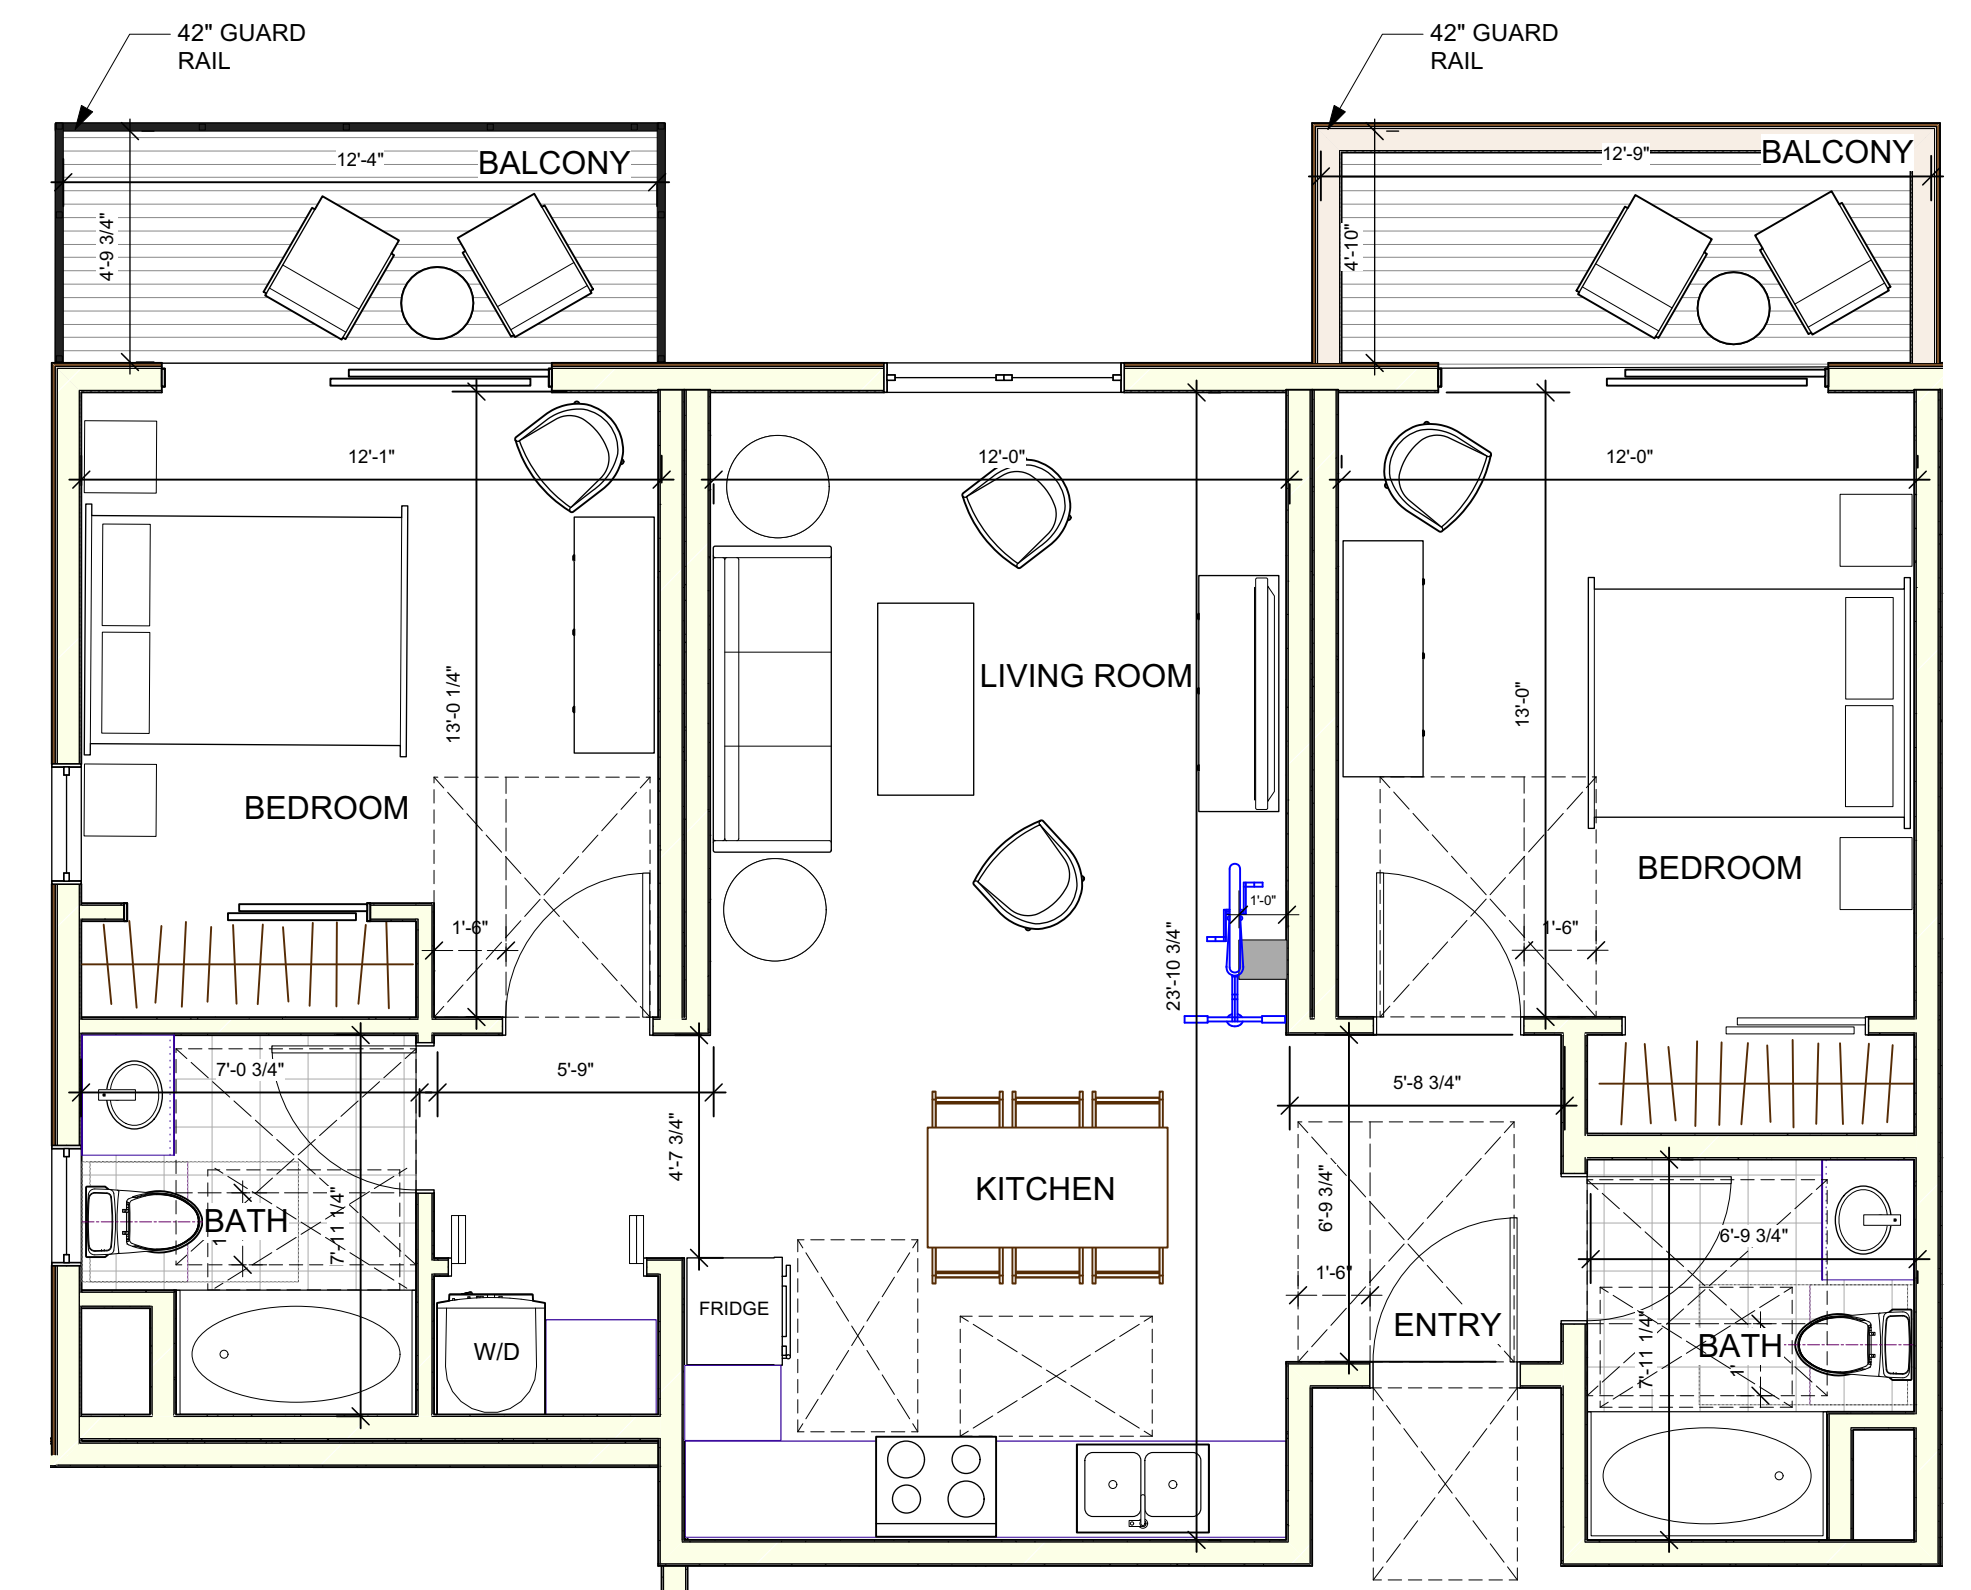 42" GUARD
RAIL
42" GUARD
RAIL
12'-4"
BALCONY
12'-9"
BALCONY
4'-9 3/4"
4'-10"
12'-1"
12'-0"
12'-0"
LIVING ROOM
13'-0 1/4"
13'-0"
BEDROOM
BEDROOM
1'-6"
1'-0"
1'-6"
23'-10 3/4"
7'-0 3/4"
5'-9"
5'-8 3/4"
4'-7 3/4"
KITCHEN
6'-9 3/4"
BATH
7'-11 1/4"
6'-9 3/4"
1'-6"
FRIDGE
ENTRY
W/D
BATH
7'-11 1/4"